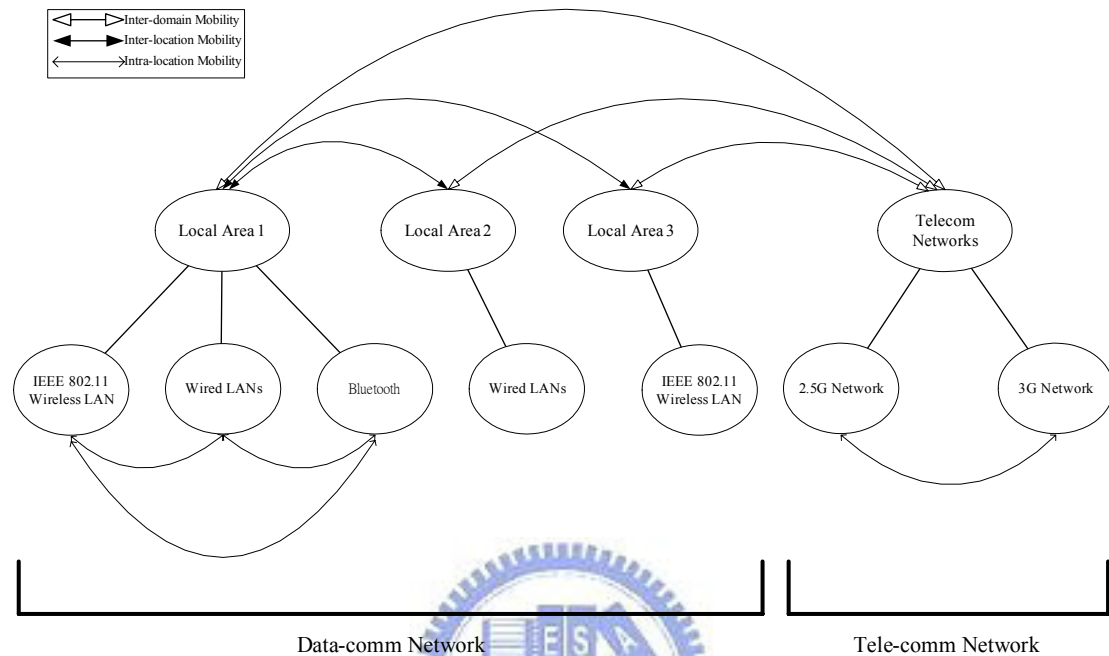 Inter-domain Mobility
Inter-location Mobility
Intra-location Mobility
Local Area 1
Local Area 2
Local Area 3
Telecom
Networks
IEEE 802.11
Wireless LAN
Wired LANs
Bluetooth
Wired LANs
IEEE 802.11
Wireless LAN
2.5G Network
3G Network
ESA
Data-comm Network
Tele-comm Network